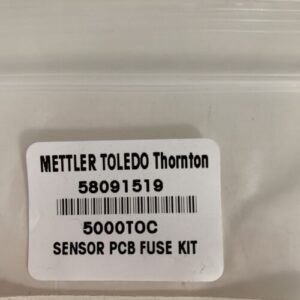 METTLER TOLEDO Thornton
58091519
5000TOC
SENSOR PCB FUSE KIT